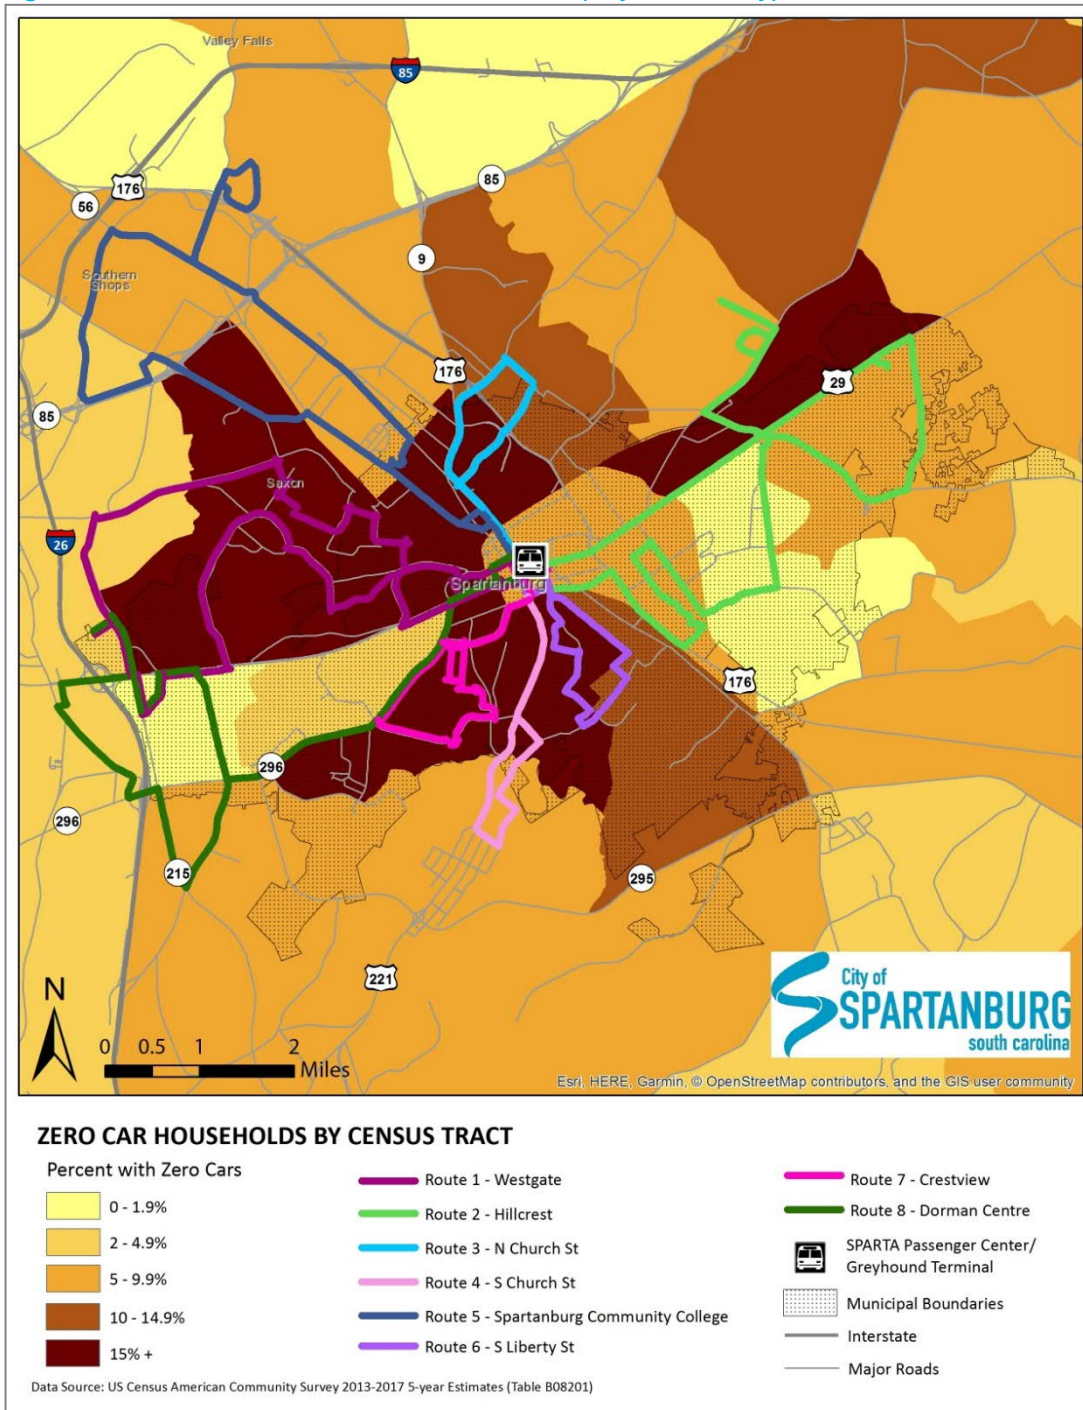 Valley Falls
85
176
56
85
9
Southern
Shops
176
29
85
Saxon
26
Spartanburg
176
296
296
215
295
221
City of
SPARTANBURG
south carolina
N
0 0.5 1 2
Miles
Esri, HERE, Garmin, © OpenStreetMap contributors, and the GIS user community
ZERO CAR HOUSEHOLDS BY CENSUS TRACT
Percent with Zero Cars
0 - 1.9%
2 - 4.9%
5 - 9.9%
10 - 14.9%
15% +
Route 1 - Westgate
Route 2 - Hillcrest
Route 3 - N Church St
Route 4 - S Church St
Route 5 - Spartanburg Community College
Route 6 - S Liberty St
Route 7 - Crestview
Route 8 - Dorman Centre
SPARTA Passenger Center/
Greyhound Terminal
Municipal Boundaries
Interstate
Major Roads
Data Source: US Census American Community Survey 2013-2017 5-year Estimates (Table B08201)